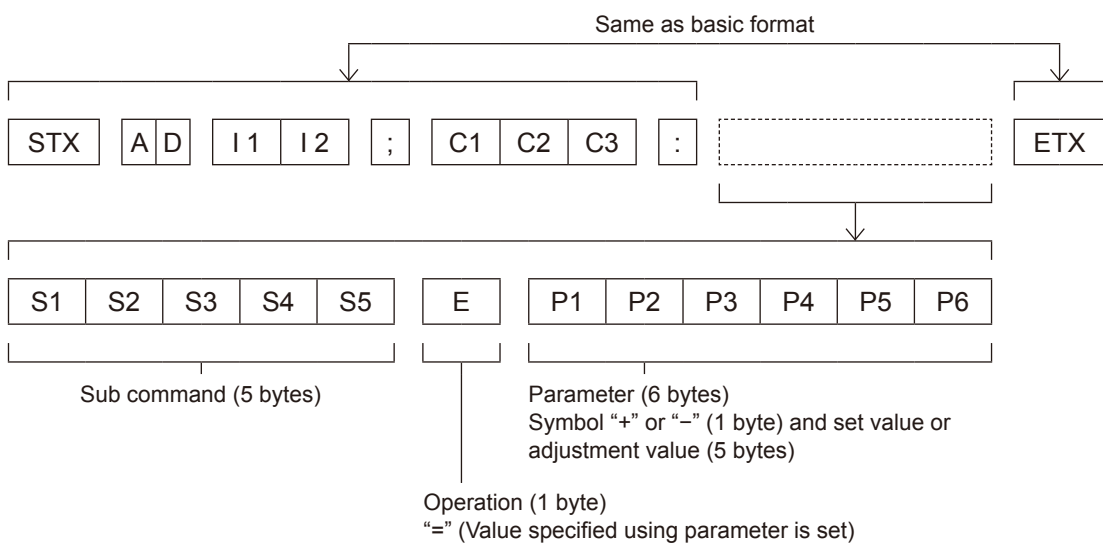 Same as basic format
STX A D I 1 I 2 ; C1 C2 C3 : ETX
S1 S2 S3 S4 S5 E P1 P2 P3 P4 P5 P6
Sub command (5 bytes)
Parameter (6 bytes)
Symbol “+” or “−” (1 byte) and set value or
adjustment value (5 bytes)
Operation (1 byte)
“=” (Value specified using parameter is set)